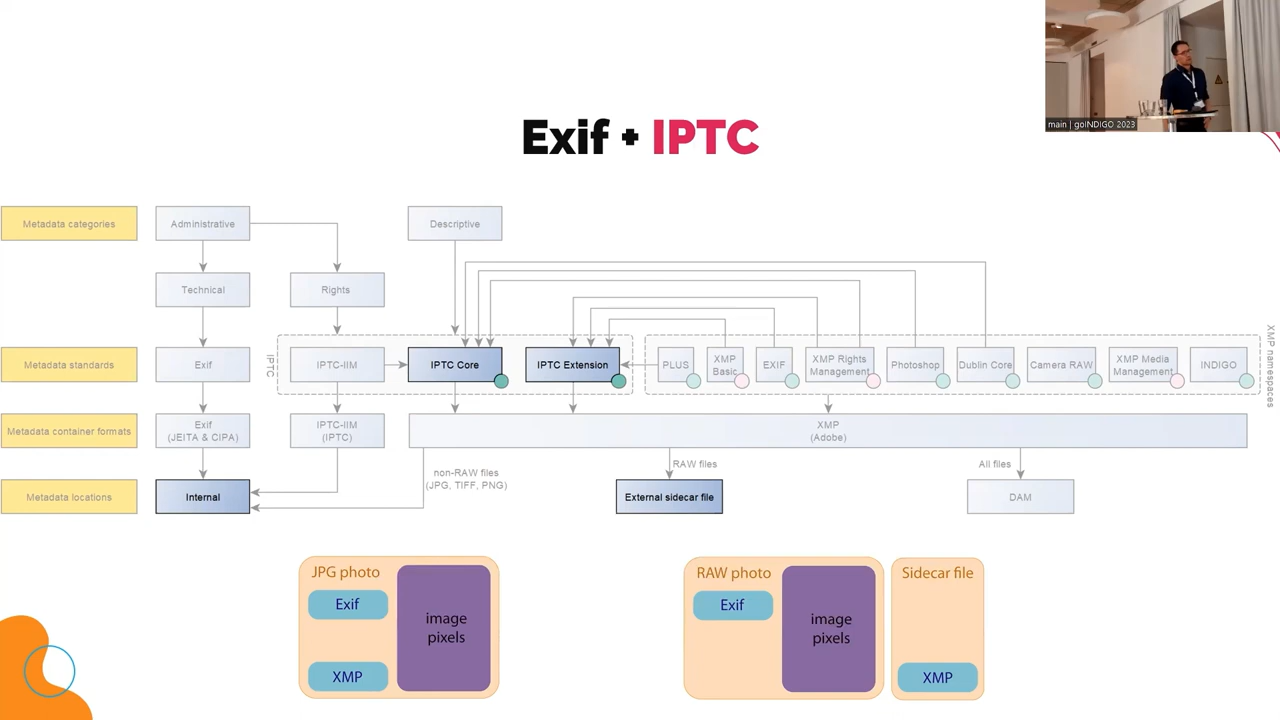 main | goINDIGO 2023
Exif + IPTC
Metadata categories
Administrative
Descriptive
Technical
Rights
Metadata standards
Exif
IPTC
IPTC-IIM
IPTC Core
IPTC Extension
PLUS
XMP
Basic
EXIF
XMP Rights
Management
Photoshop
Dublin Core
Camera RAW
XMP Media
Management
INDIGO
XMP namespaces
Metadata container formats
Exif
(JEITA & CIPA)
IPTC-IIM
(IPTC)
XMP
(Adobe)
non-RAW files
(JPG, TIFF, PNG)
RAW files
All files
Metadata locations
Internal
External sidecar file
DAM
JPG photo
Exif
XMP
image
pixels
RAW photo
Exif
image
pixels
Sidecar file
XMP